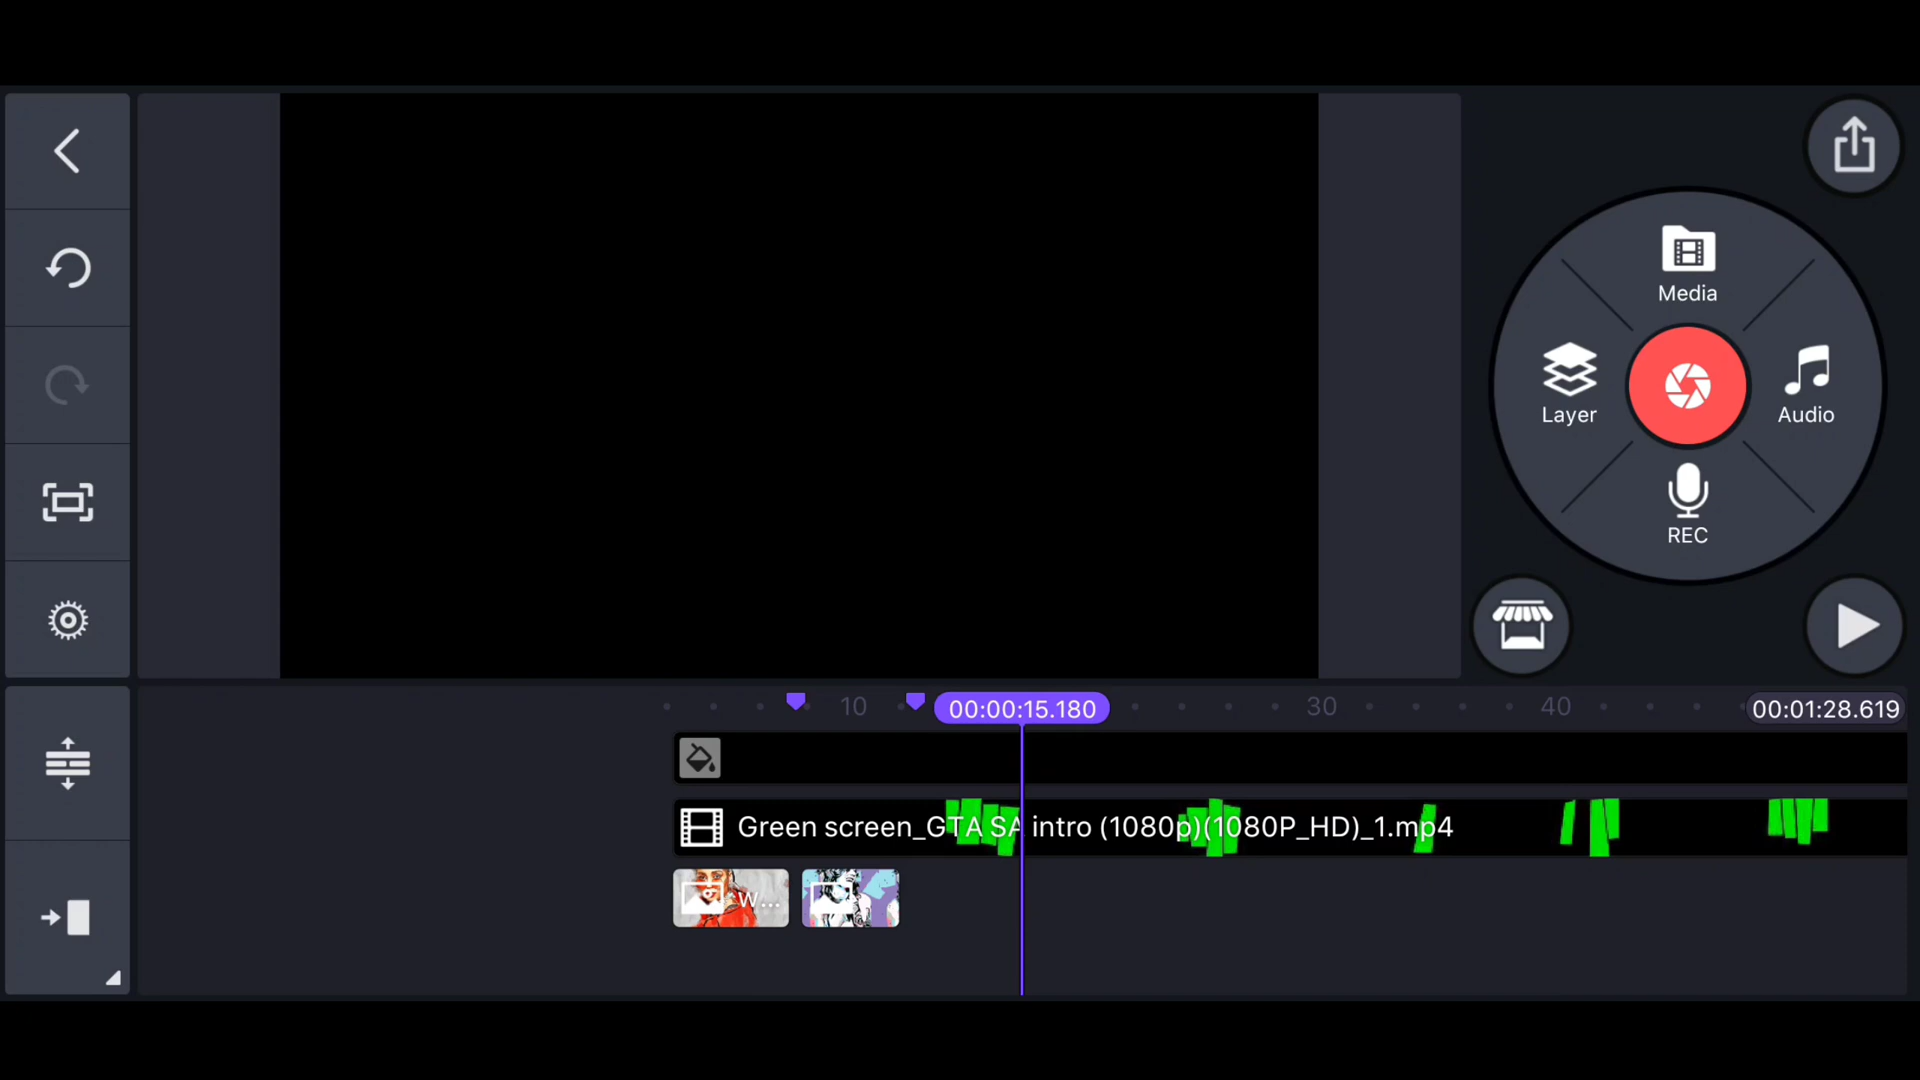 Media
Layer
Audio
REC
10
00:00:15.180
30
40
00:01:28.619
Green screen_GTA SA intro (1080p)(1080P_HD)_1.mp4
W...